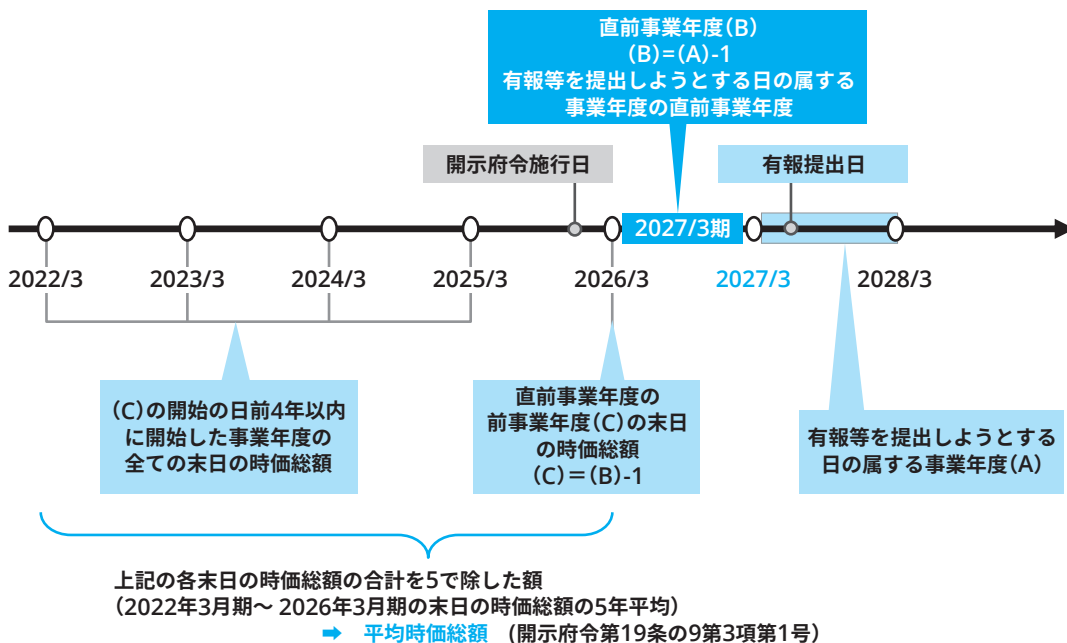 直前事業年度(B)
(B)=(A)-1
有報等を提出しようとする日の属する
事業年度の直前事業年度
開示府令施行日
有報提出日
2027/3期
2022/3
2023/3
2024/3
2025/3
2026/3
2027/3
2028/3
(C)の開始の日前4年以内
に開始した事業年度の
全ての末日の時価総額
直前事業年度の
前事業年度(C)の末日
の時価総額
(C)=(B)-1
有報等を提出しようとする
日の属する事業年度(A)
上記の各末日の時価総額の合計を5で除した額
(2022年3月期～ 2026年3月期の末日の時価総額の5年平均)
➡ 平均時価総額 (開示府令第19条の9第3項第1号)